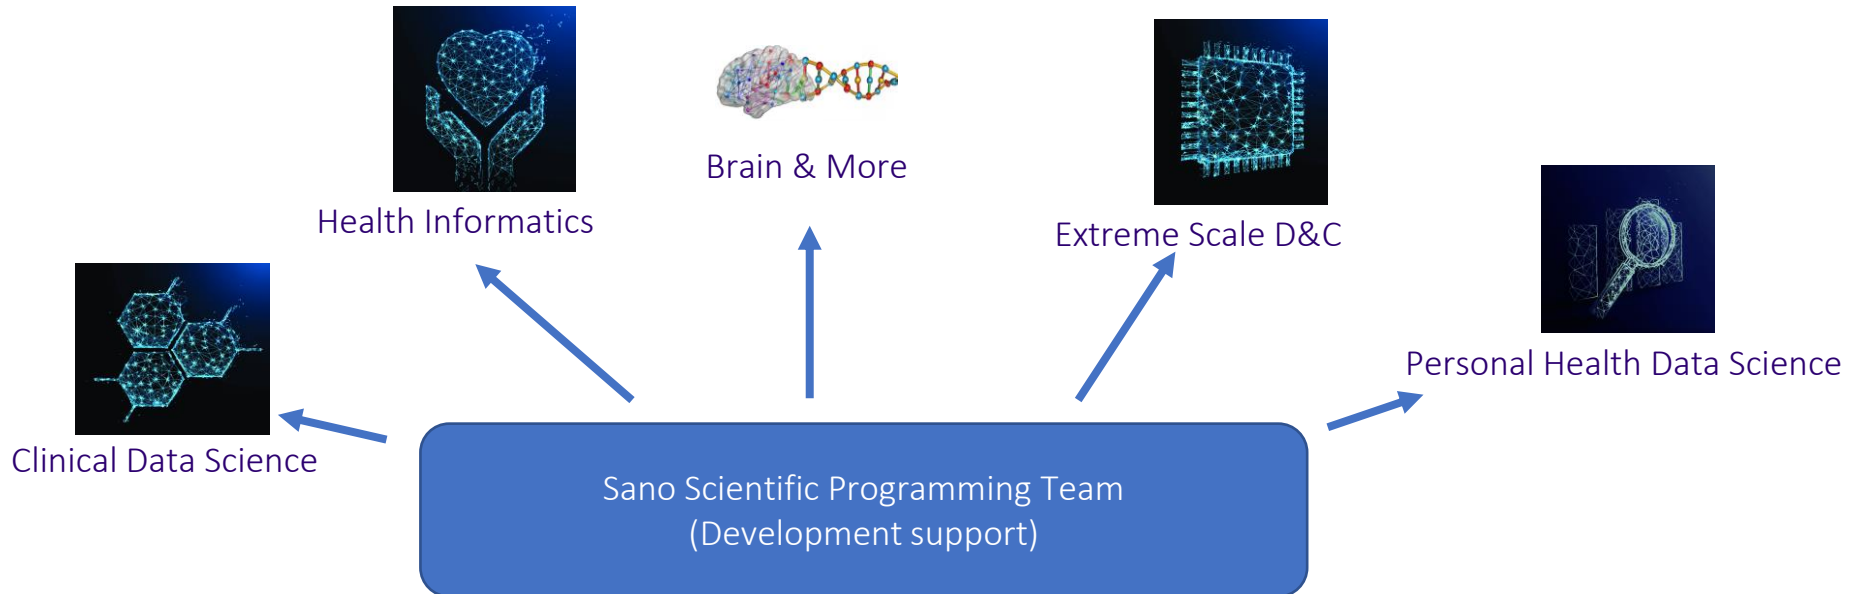 Brain & More
Health Informatics
Extreme Scale D&C
Personal Health Data Science
Clinical Data Science
Sano Scientific Programming Team
(Development support)